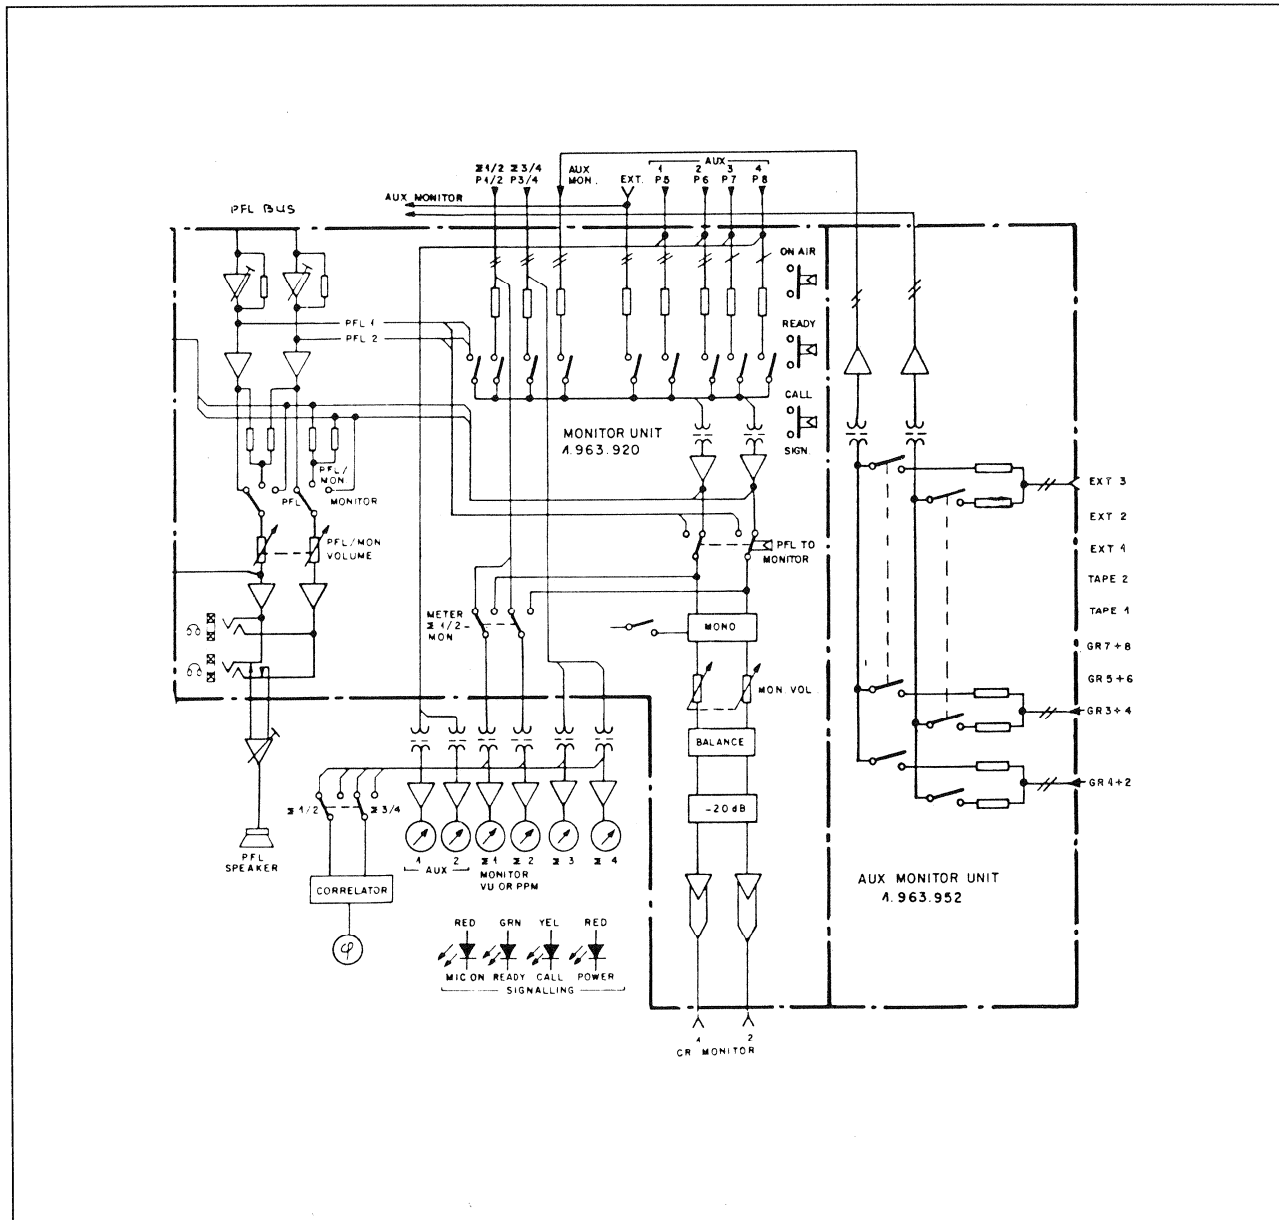 Σ1/2 Σ3/4
P1/2 P3/4
AUX
MON.
EXT.
AUX
1 2 3 4
P5 P6 P7 P8
AUX MONITOR
PFL BUS
ON AIR
PFL 1
PFL 2
READY
CALL
SIGN.
MONITOR UNIT
1.963.920
PFL/
MON.
PFL
MONITOR
PFL/MON
VOLUME
PFL TO
MONITOR
METER
Σ 1/2
MON
MONO
MON. VOL.
BALANCE
-20dB
EXT 3
EXT 2
EXT 1
TAPE 2
TAPE 1
GR7+8
GR5+6
GR3+4
GR1+2
Σ1/2
Σ3/4
PFL
SPEAKER
1 2 Σ1 Σ2 Σ3 Σ4
AUX
MONITOR
VU OR PPM
CORRELATOR
φ
AUX MONITOR UNIT
1.963.952
RED GRN YEL RED
MIC ON READY CALL POWER
SIGNALLING
1 2
CR MONITOR